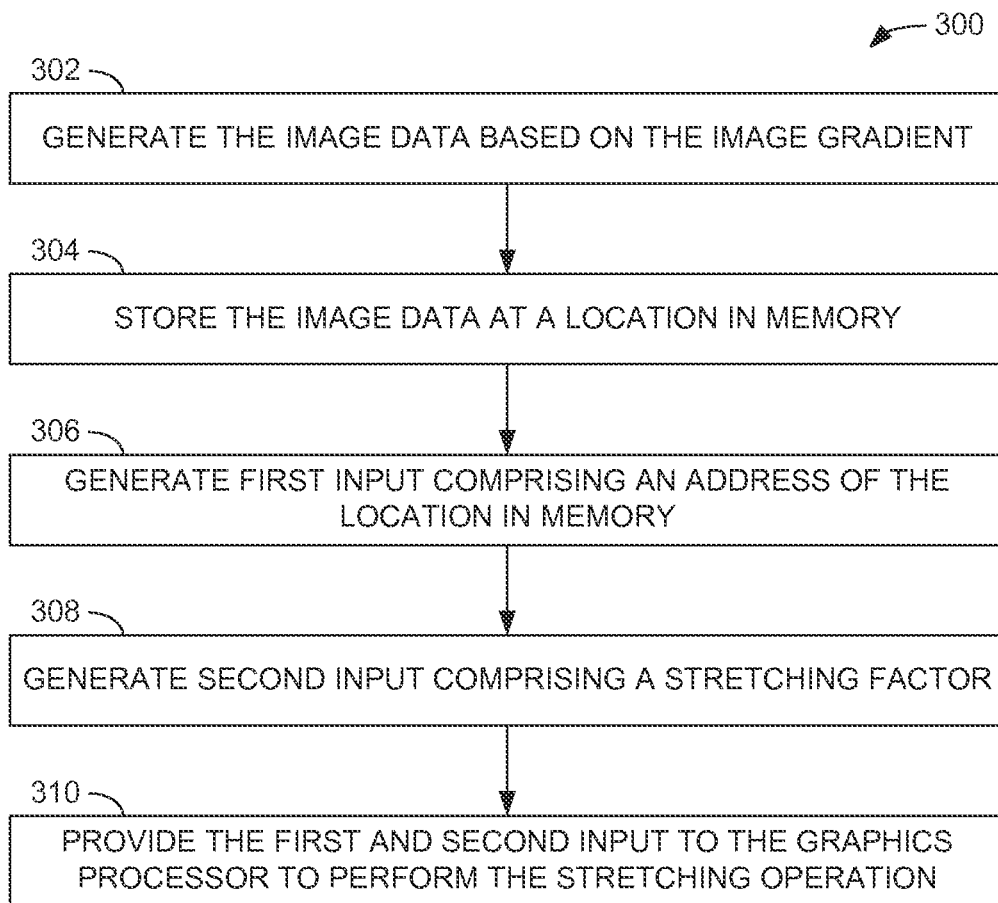 300
302
GENERATE THE IMAGE DATA BASED ON THE IMAGE GRADIENT
304
STORE THE IMAGE DATA AT A LOCATION IN MEMORY
306
GENERATE FIRST INPUT COMPRISING AN ADDRESS OF THE
LOCATION IN MEMORY
308
GENERATE SECOND INPUT COMPRISING A STRETCHING FACTOR
310
PROVIDE THE FIRST AND SECOND INPUT TO THE GRAPHICS
PROCESSOR TO PERFORM THE STRETCHING OPERATION